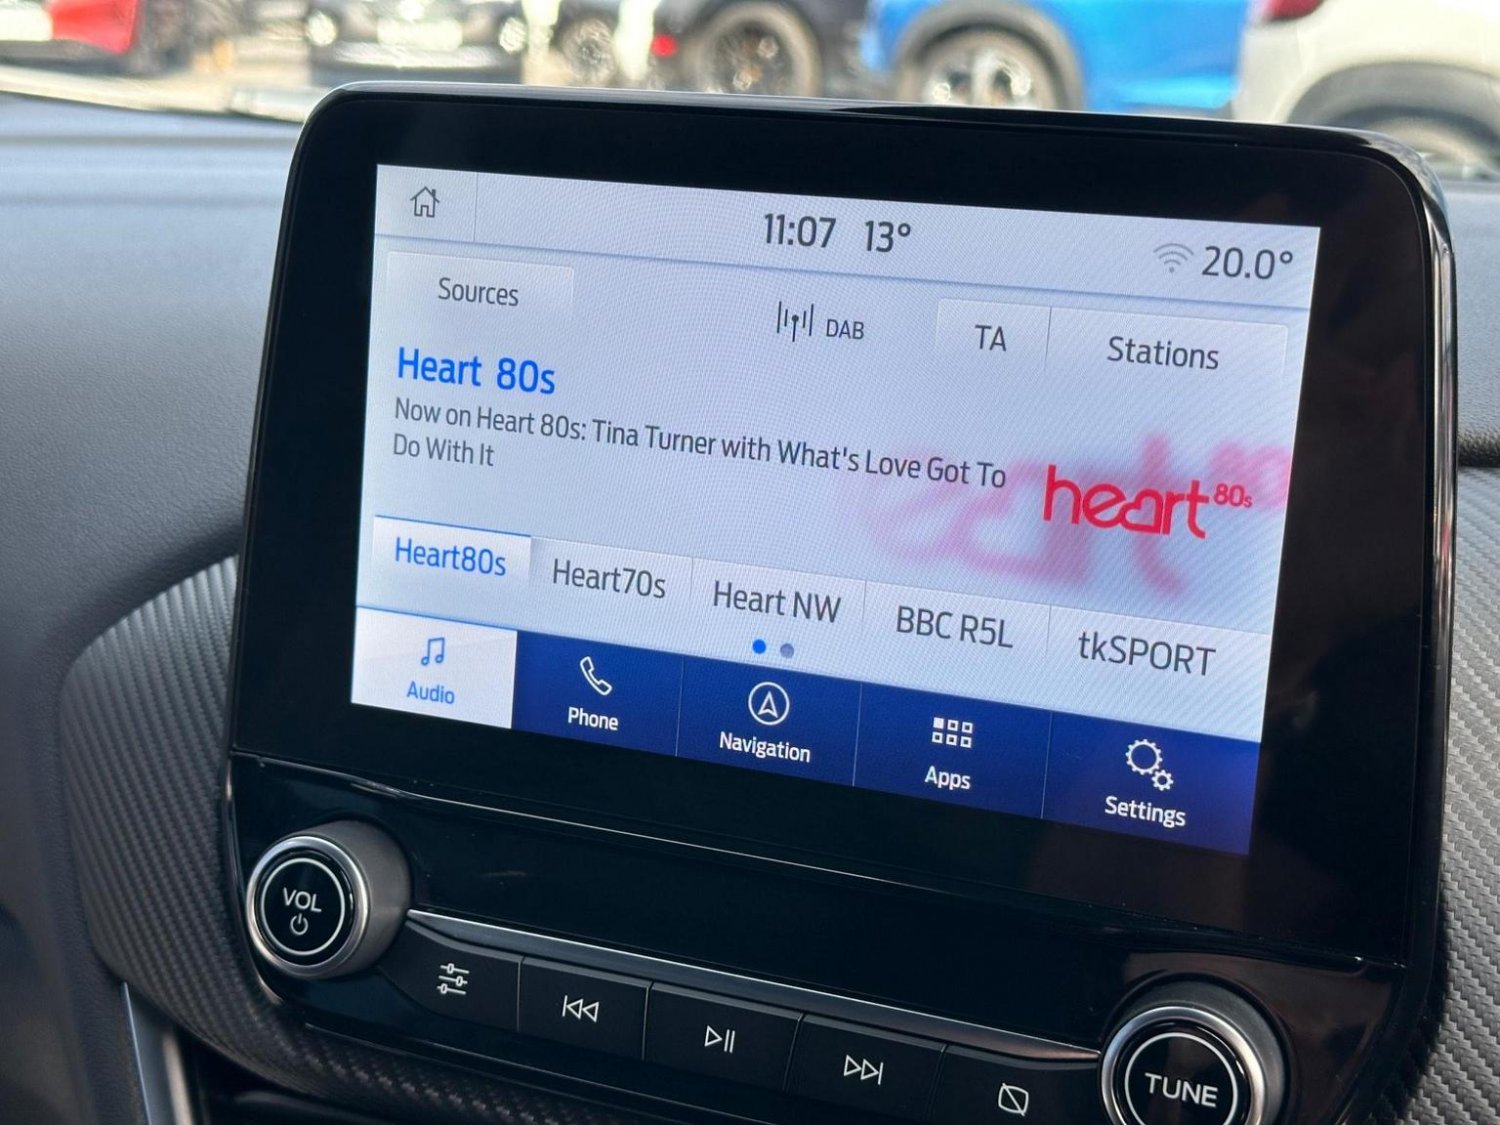 11:07 13°
20.0°
Sources
DAB
TA
Stations
Heart 80s
Now on Heart 80s: Tina Turner with What's Love Got To
Do With It
heart 80s
Heart80s
Heart70s
Heart NW
BBC R5L
tkSPORT
Audio
Phone
Navigation
Apps
Settings
VOL
TUNE